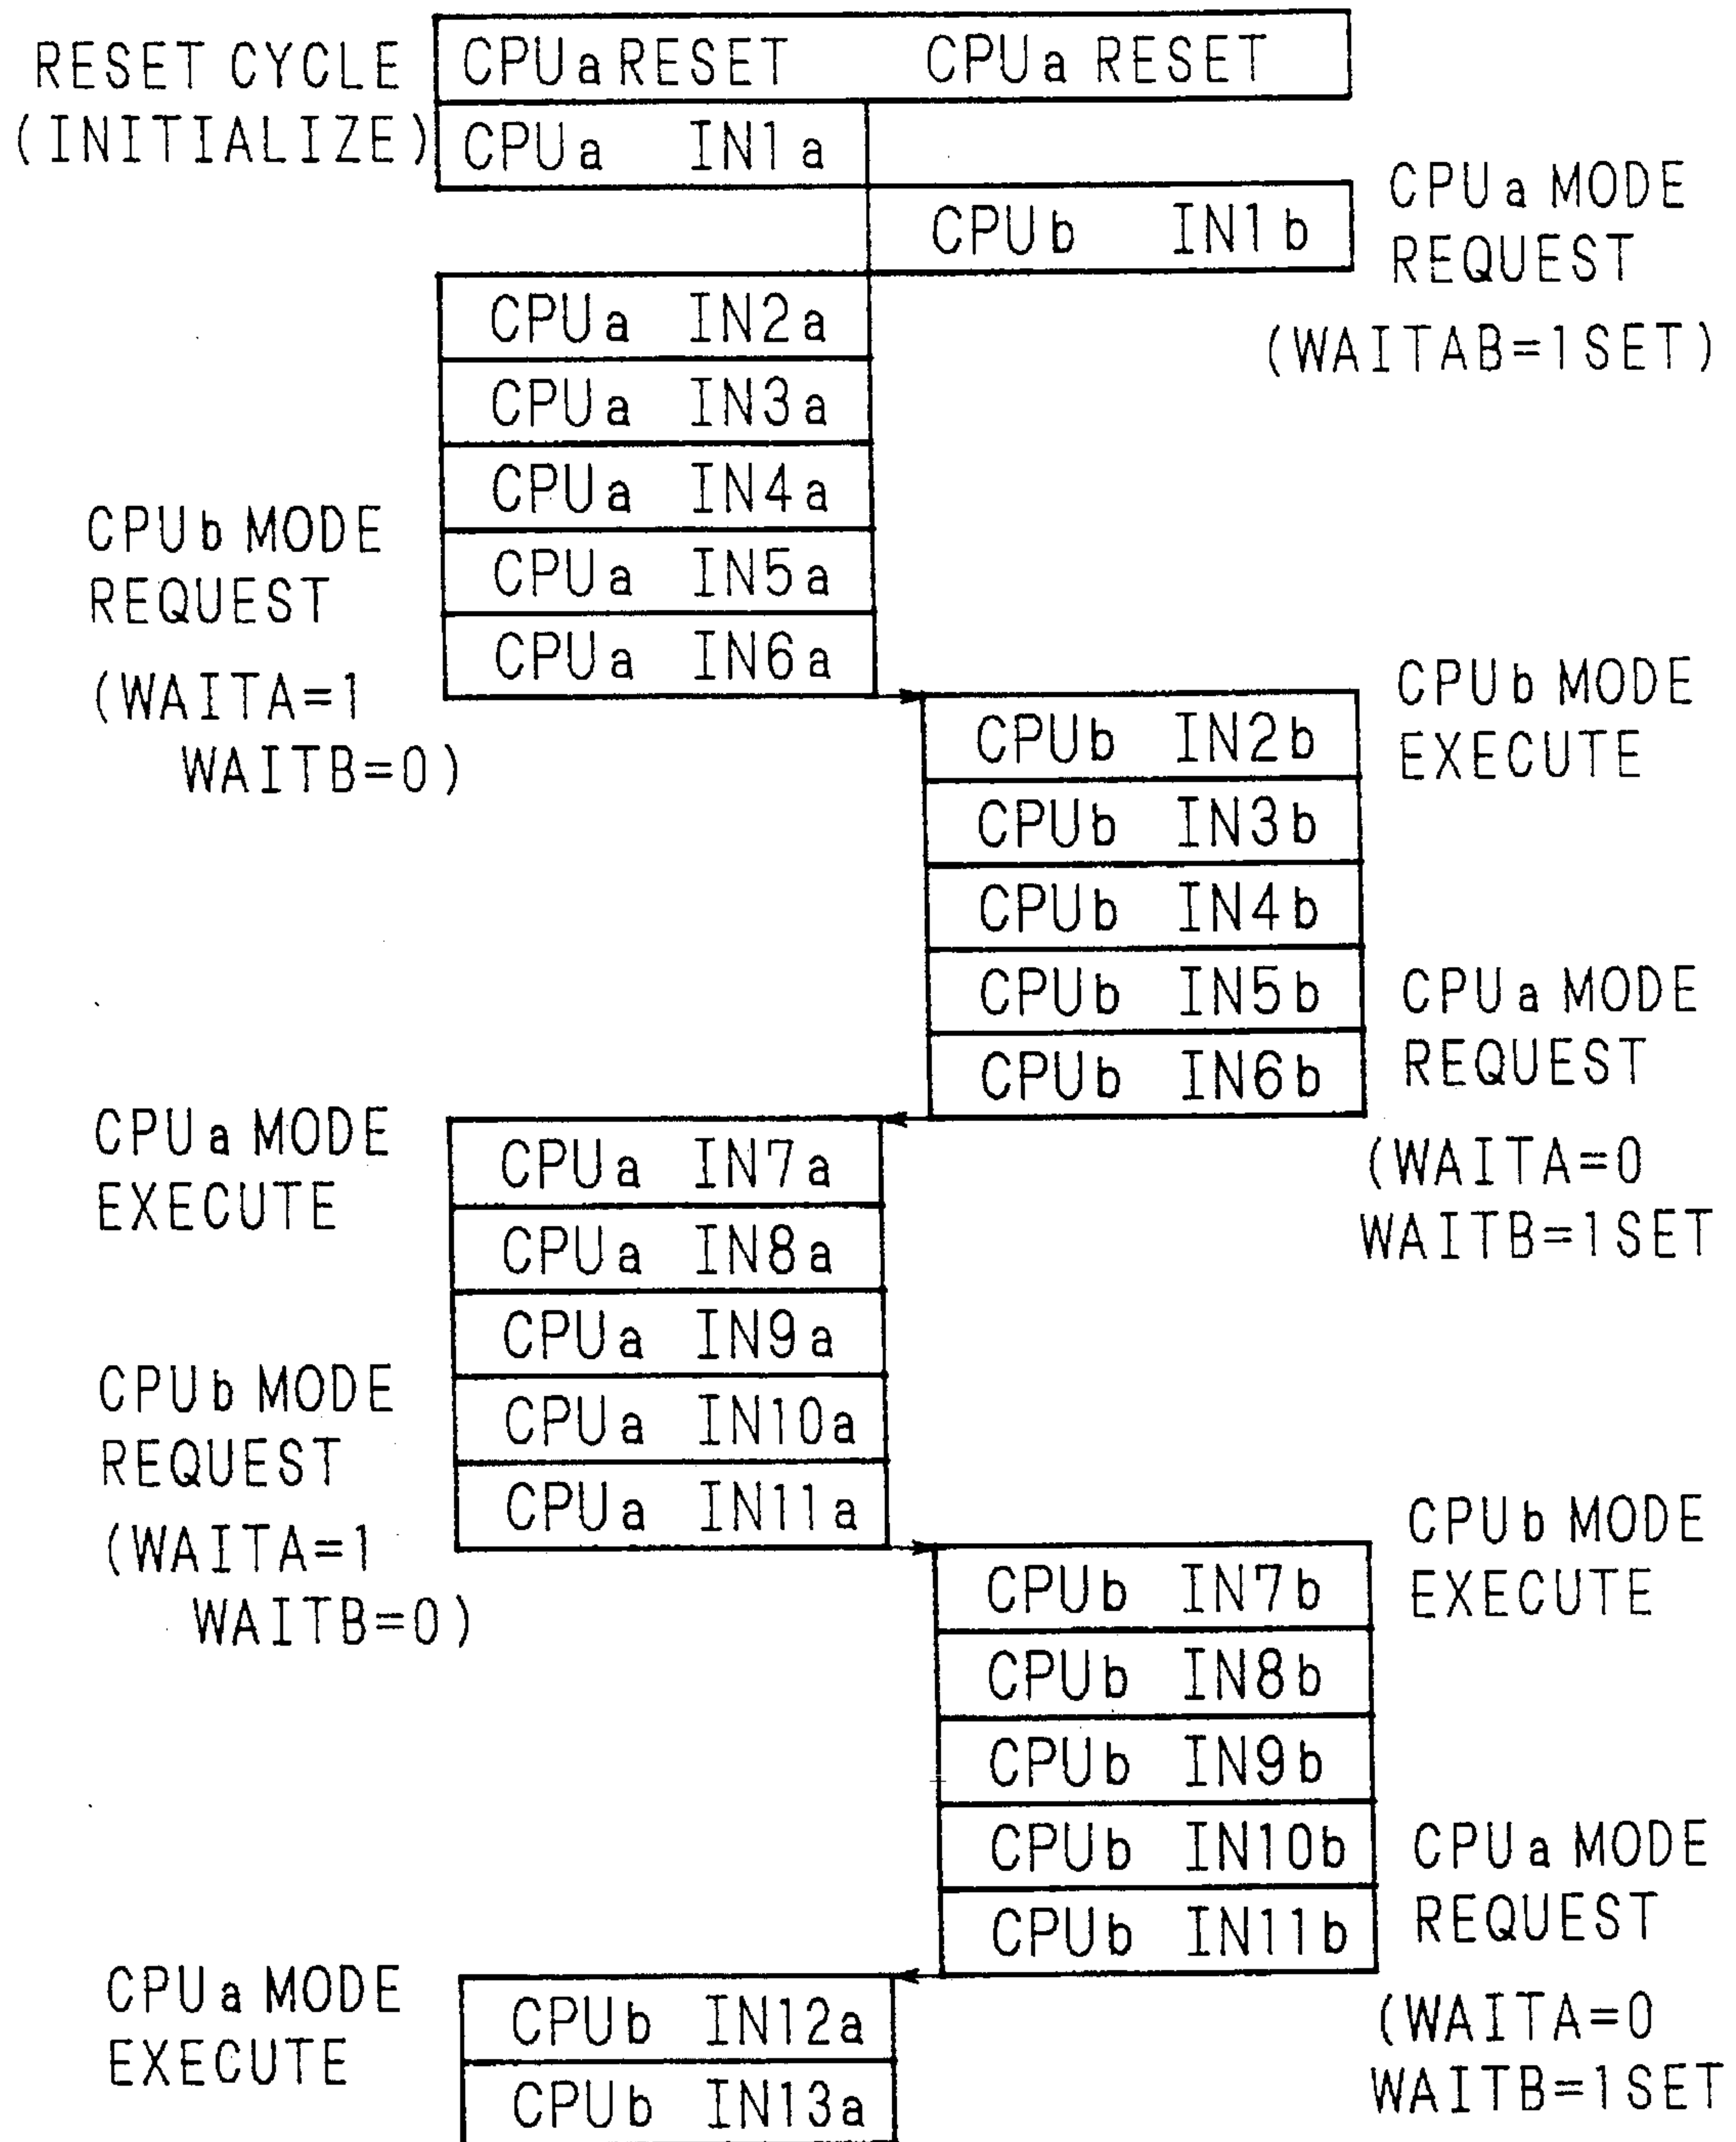 RESET CYCLE
(INITIALIZE)
CPUa RESET CPUa RESET
CPUa IN1a
CPUb IN1b
CPUa MODE
REQUEST
(WAITAB=1SET)
CPUa IN2a
CPUa IN3a
CPUa IN4a
CPUa IN5a
CPUa IN6a
CPUb MODE
REQUEST
(WAITA=1
WAITB=0)
CPUb MODE
EXECUTE
CPUb IN2b
CPUb IN3b
CPUb IN4b
CPUb IN5b
CPUb IN6b
CPUa MODE
REQUEST
(WAITA=0
WAITB=1SET
CPUa MODE
EXECUTE
CPUa IN7a
CPUa IN8a
CPUa IN9a
CPUa IN10a
CPUa IN11a
CPUb MODE
REQUEST
(WAITA=1
WAITB=0)
CPUb MODE
EXECUTE
CPUb IN7b
CPUb IN8b
CPUb IN9b
CPUb IN10b
CPUb IN11b
CPUa MODE
REQUEST
(WAITA=0
WAITB=1SET
CPUa MODE
EXECUTE
CPUb IN12a
CPUb IN13a